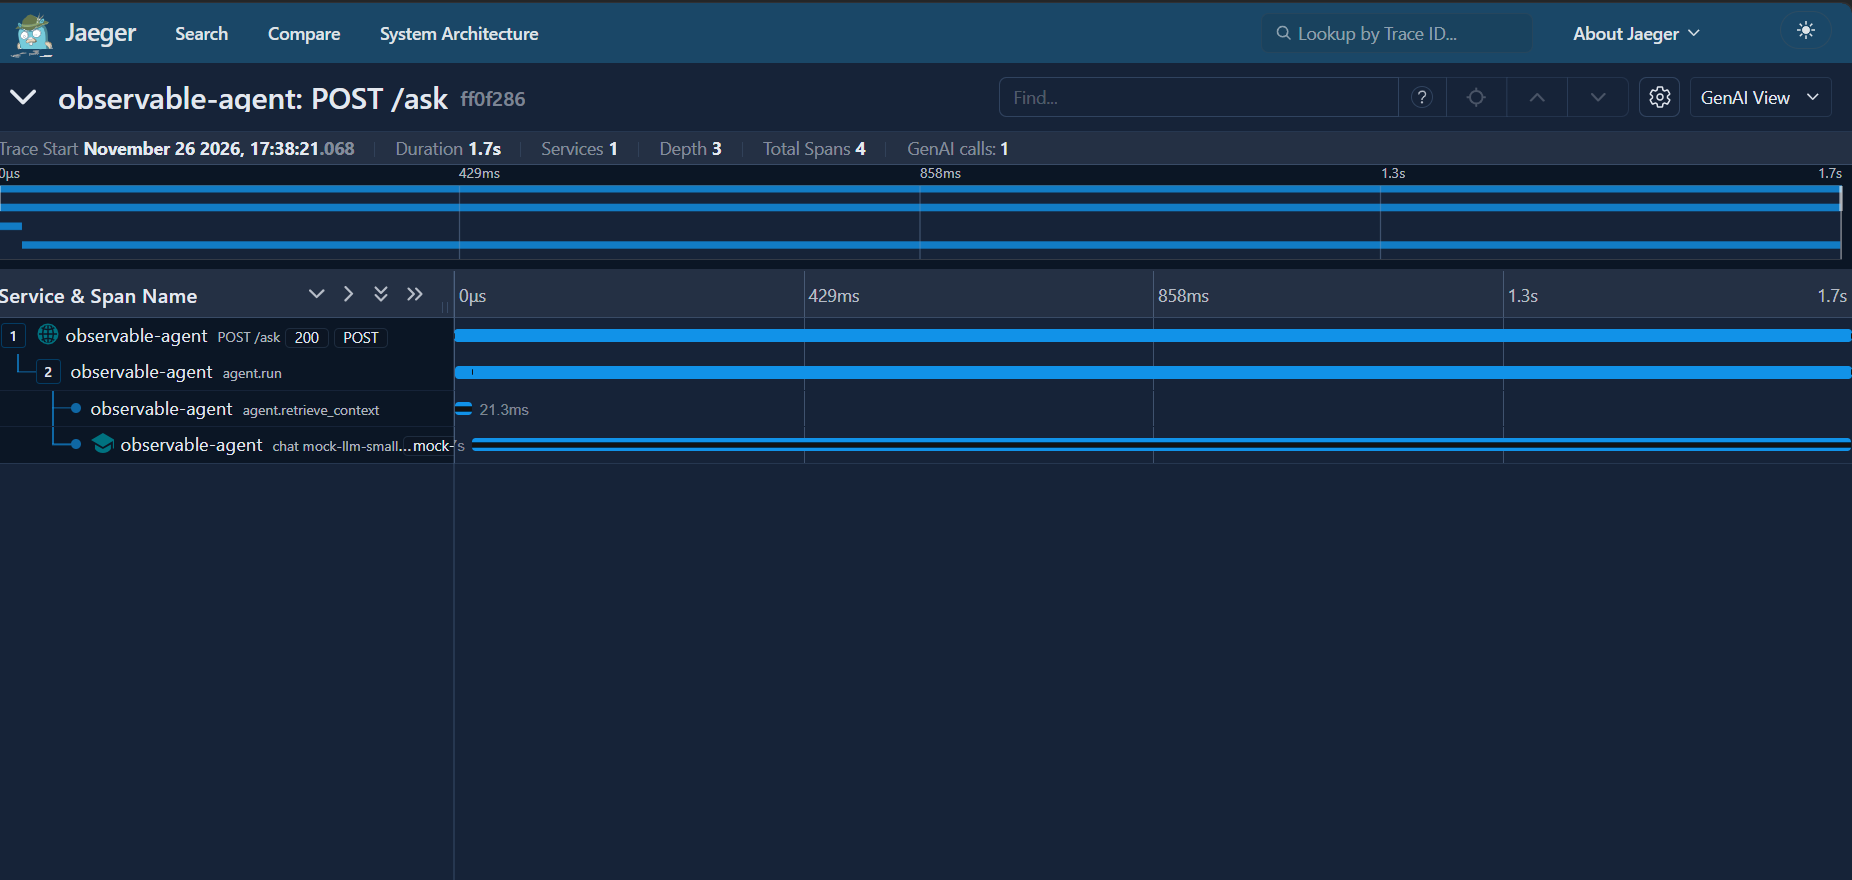 Jaeger Search Compare System Architecture Lookup by Trace ID... About Jaeger
observable-agent: POST /ask ff0f286 Find... ? GenAI View
Trace Start November 26 2026, 17:38:21.068 Duration 1.7s Services 1 Depth 3 Total Spans 4 GenAI calls: 1
0µs 429ms 858ms 1.3s 1.7s
Service & Span Name 0µs 429ms 858ms 1.3s 1.7s
1 observable-agent POST /ask 200 POST
2 observable-agent agent.run
observable-agent agent.retrieve_context 21.3ms
observable-agent chat mock-llm-small... mock-